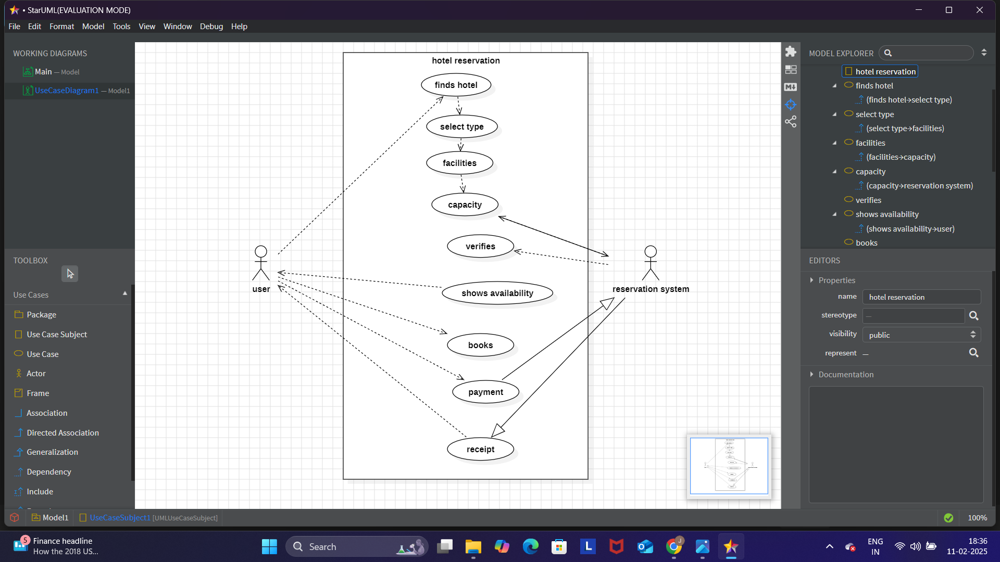 • StarUML(EVALUATION MODE)
File Edit Format Model Tools View Window Debug Help
WORKING DIAGRAMS
Main — Model
UseCaseDiagram1 — Model1
TOOLBOX
Use Cases
Package
Use Case Subject
Use Case
Actor
Frame
Association
Directed Association
Generalization
Dependency
Include
hotel reservation
finds hotel
select type
facilities
capacity
verifies
shows availability
books
payment
receipt
user
reservation system
MODEL EXPLORER
hotel reservation
finds hotel
(finds hotel→select type)
select type
(select type→facilities)
facilities
(facilities→capacity)
capacity
(capacity→reservation system)
verifies
shows availability
(shows availability→user)
books
EDITORS
Properties
name hotel reservation
stereotype —
visibility public
represent —
Documentation
Model1 UseCaseSubject1 [UMLUseCaseSubject]
100%
5
Finance headline
How the 2018 US...
Search
L
J
ENG
IN
18:36
11-02-2025